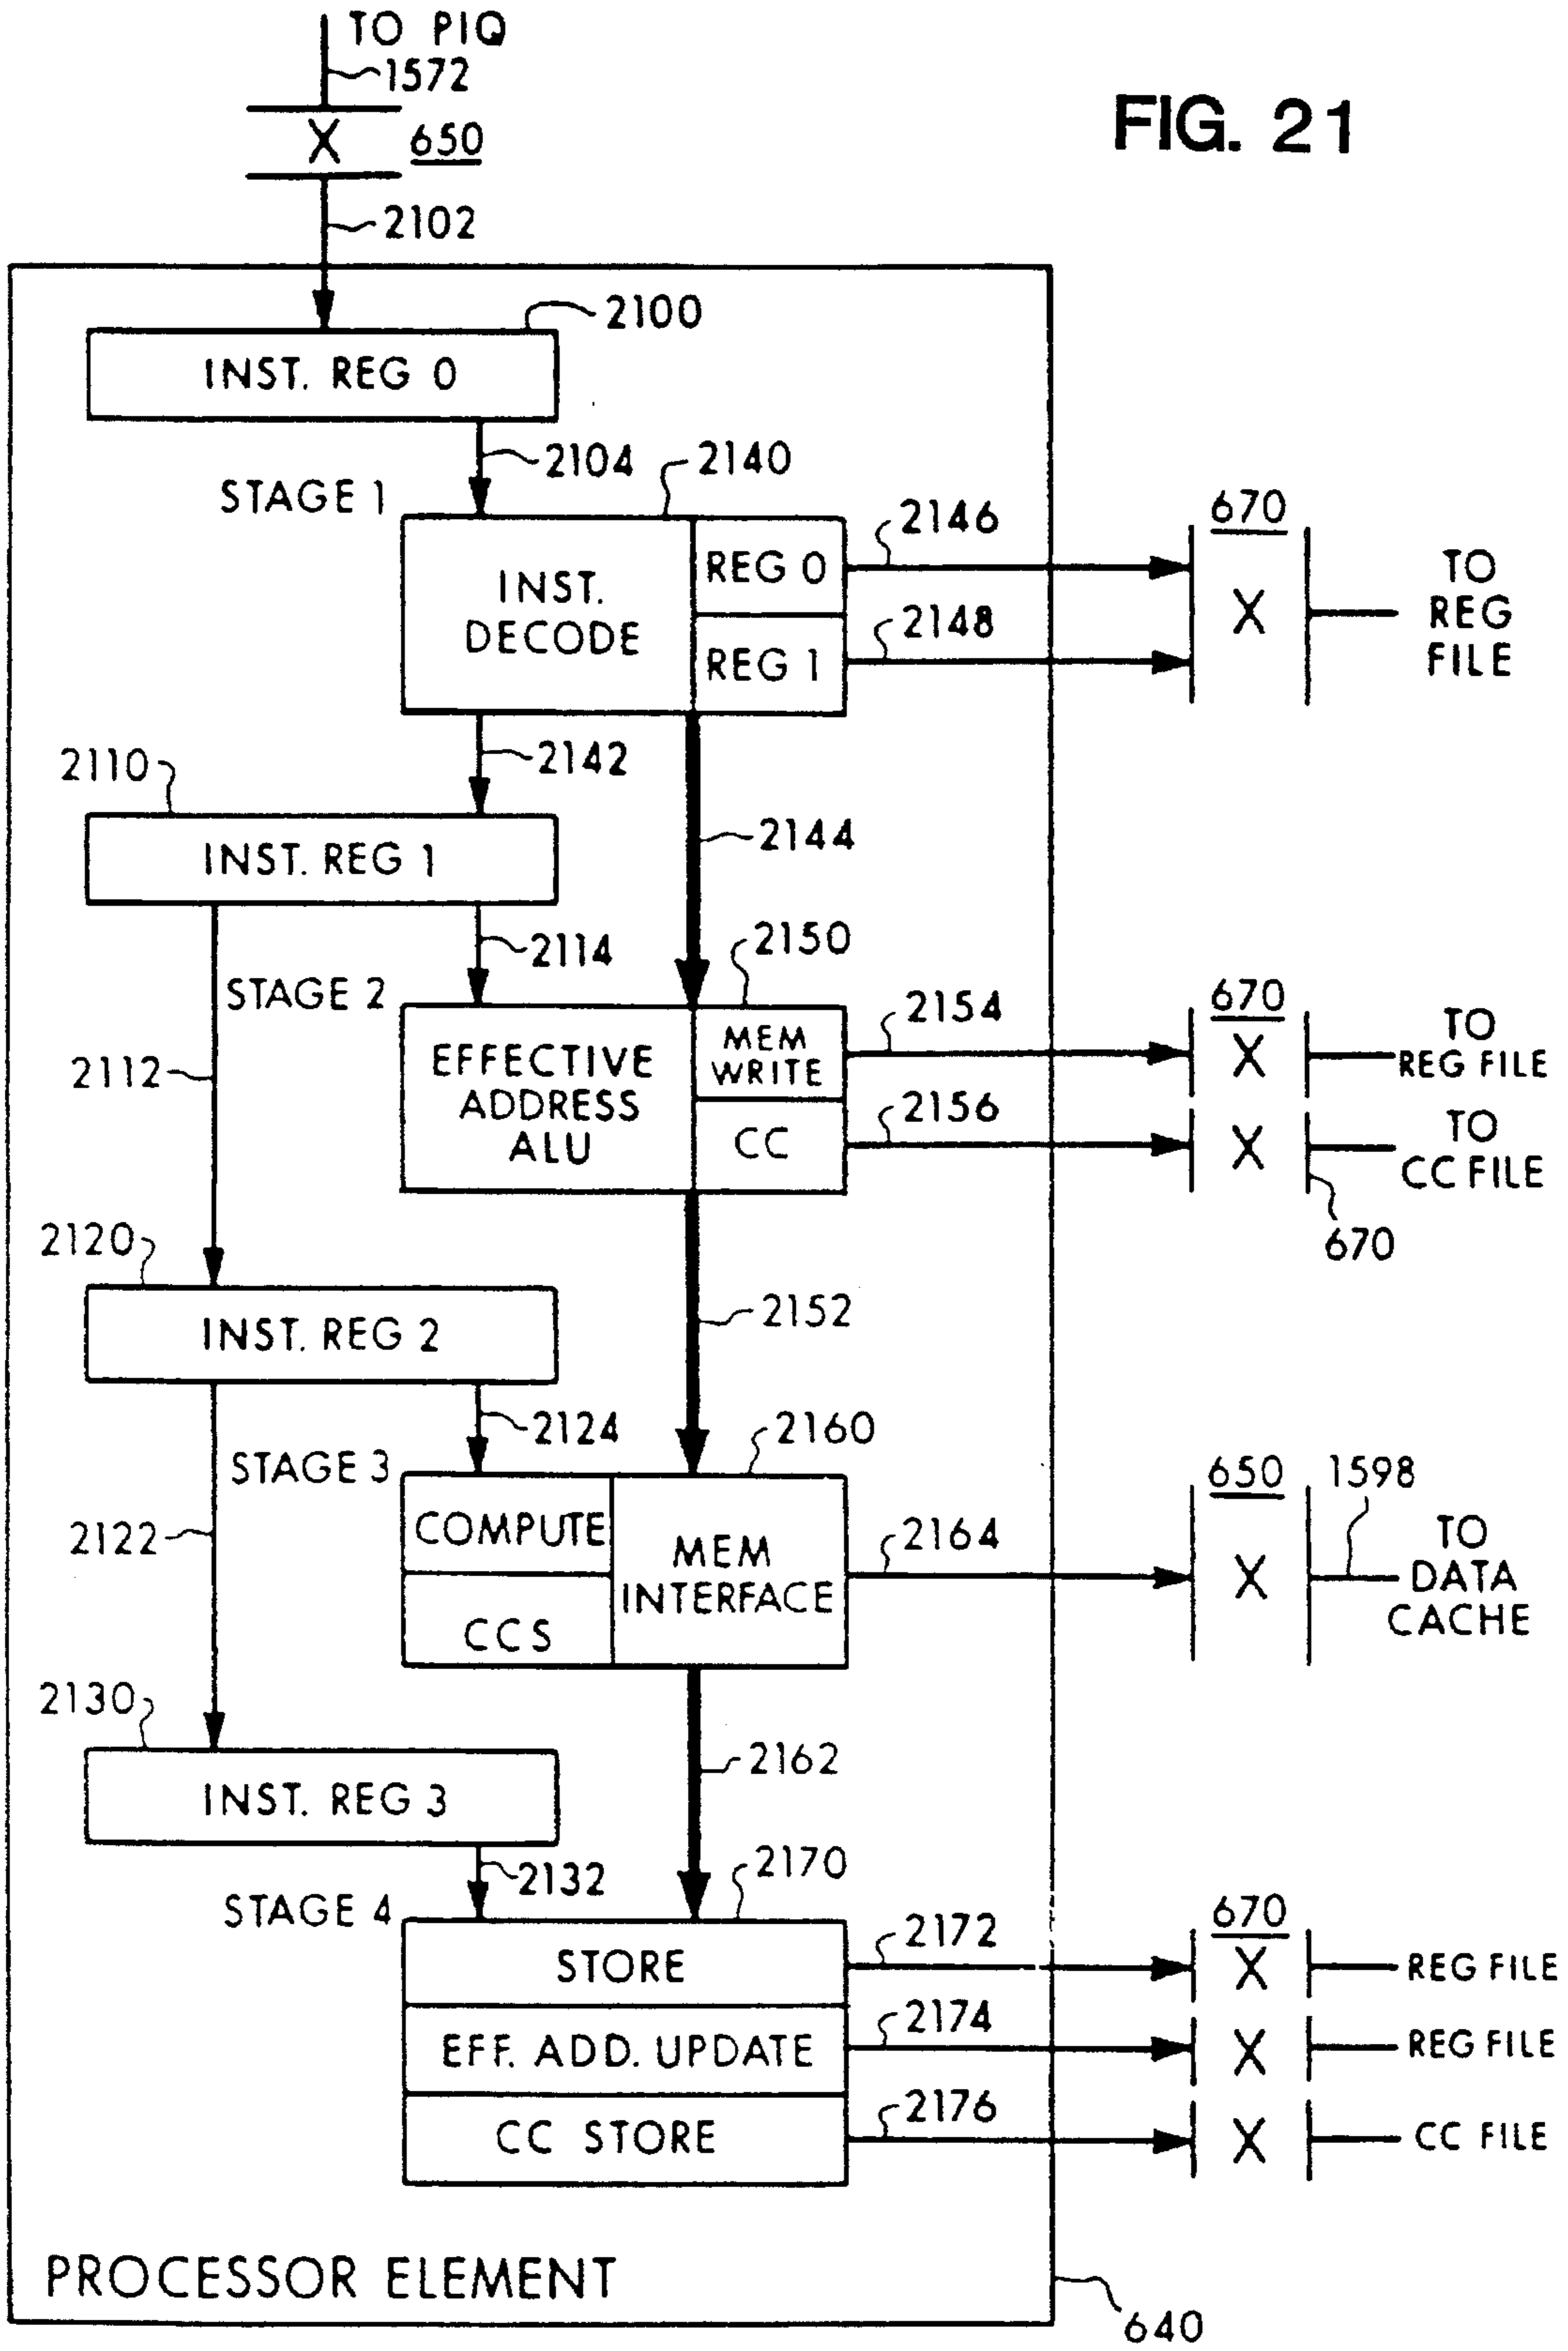 TO PIQ
1572
FIG. 21
X 650
2102
2100
INST. REG 0
2104
2140
STAGE 1
INST.
DECODE
REG 0
REG 1
2146
2148
670
X
TO
REG
FILE
2142
2110
INST. REG 1
2144
2114
2150
STAGE 2
2112
EFFECTIVE
ADDRESS
ALU
MEM
WRITE
CC
2154
2156
670
X
X
TO
REG FILE
TO
CC FILE
670
2120
INST. REG 2
2152
2124
2160
STAGE 3
2122
COMPUTE
CCS
MEM
INTERFACE
2164
650
X
1598
TO
DATA
CACHE
2130
INST. REG 3
2162
2132
2170
STAGE 4
STORE
2172
670
X
REG FILE
EFF. ADD. UPDATE
2174
X
REG FILE
CC STORE
2176
X
CC FILE
PROCESSOR ELEMENT
640